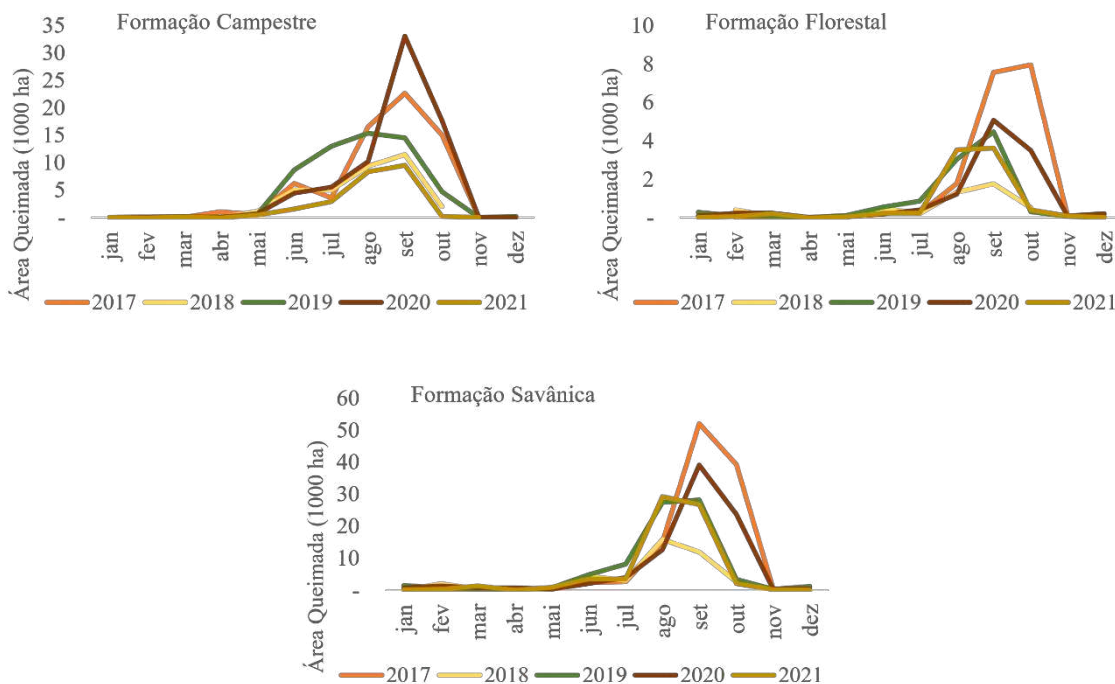 Formação Campestre
Área Queimada (1000 ha)
35
30
25
20
15
10
5
-
jan fev mar abr mai jun jul ago set out nov dez
2017 2018 2019 2020 2021
Formação Florestal
Área Queimada (1000 ha)
10
8
6
4
2
-
jan fev mar abr mai jun jul ago set out nov dez
2017 2018 2019 2020 2021
Formação Savânica
Área Queimada (1000 ha)
60
50
40
30
20
10
-
jan fev mar abr mai jun jul ago set out nov dez
2017 2018 2019 2020 2021